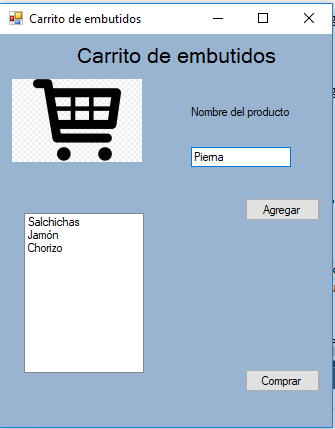 Carrito de embutidos
Carrito de embutidos
Nombre del producto
Pierna
Agregar
Salchichas
Jamón
Chorizo
Comprar